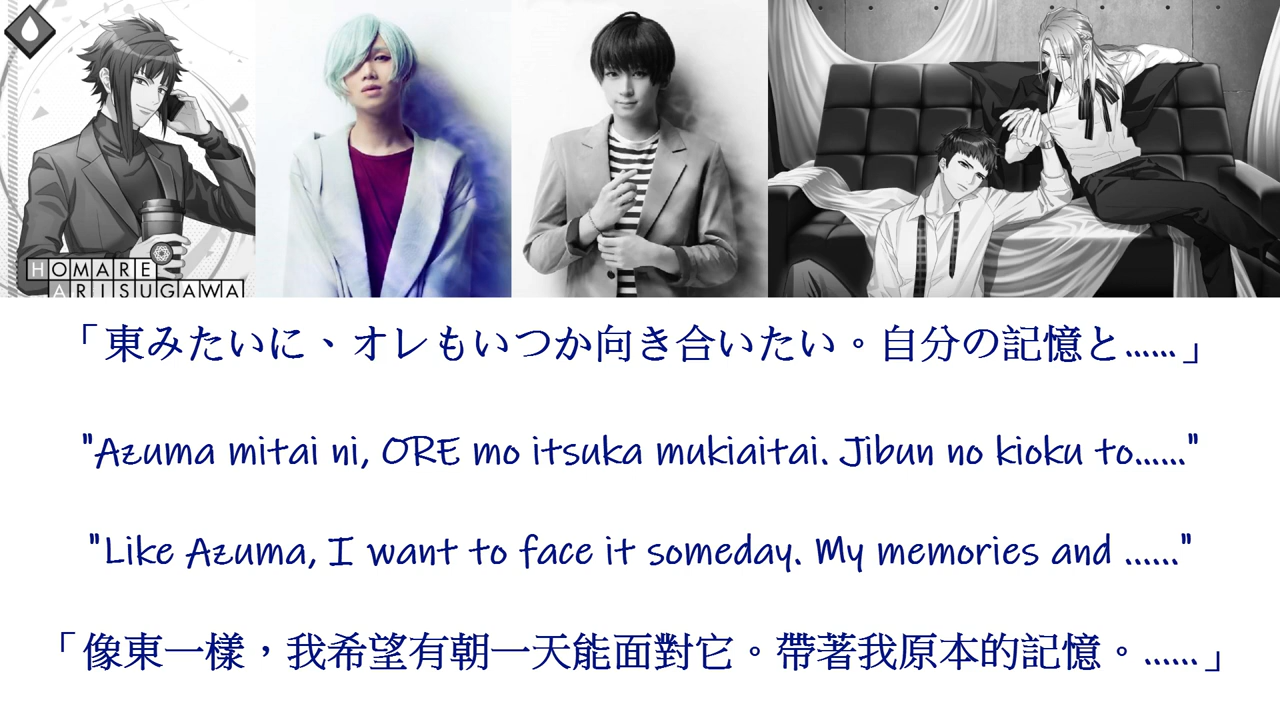 HOMARE
ARISUGAWA
「東みたいに、オレもいつか向き合いたい。自分の記憶と……」
"Azuma mitai ni, ORE mo itsuka mukiaitai. Jibun no kioku to......"
"Like Azuma, I want to face it someday. My memories and ......"
「像東一樣，我希望有朝一天能面對它。帶著我原本的記憶。……」